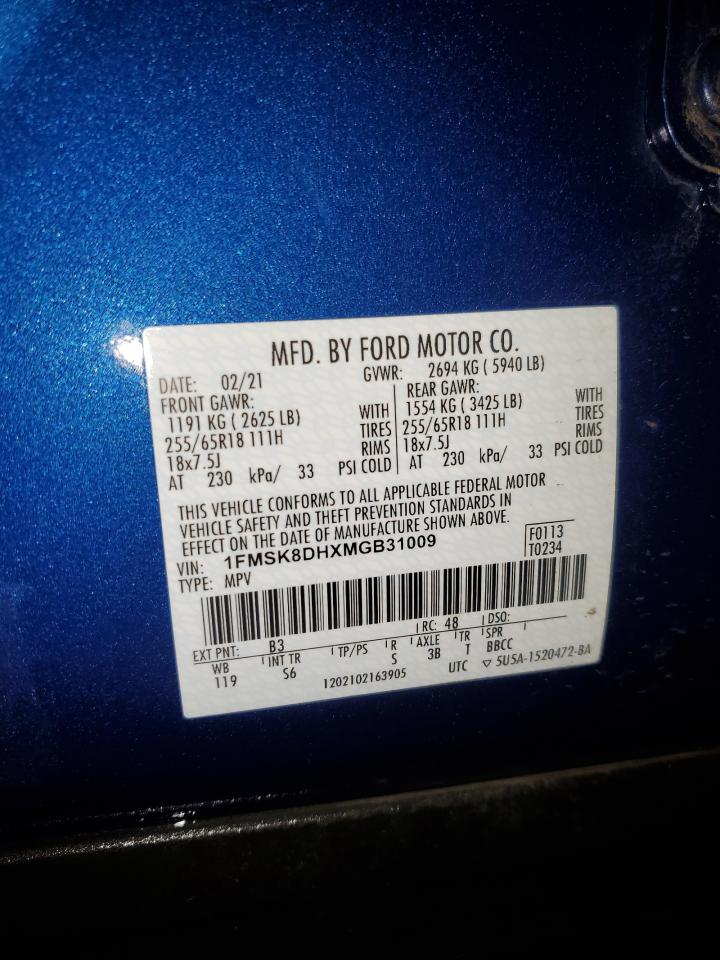 MFD. BY FORD MOTOR CO.
DATE: 02/21 GVWR: 2694 KG ( 5940 LB)
FRONT GAWR: REAR GAWR:
1191 KG ( 2625 LB) WITH 1554 KG ( 3425 LB) WITH
255/65R18 111H TIRES 255/65R18 111H TIRES
18x7.5J RIMS 18x7.5J RIMS
AT 230 kPa/ 33 PSI COLD AT 230 kPa/ 33 PSI COLD
THIS VEHICLE CONFORMS TO ALL APPLICABLE FEDERAL MOTOR
VEHICLE SAFETY AND THEFT PREVENTION STANDARDS IN
EFFECT ON THE DATE OF MANUFACTURE SHOWN ABOVE.
VIN: 1FMSK8DHXMGB31009 F0113
TYPE: MPV T0234
EXT PNT: B3 RC: 48 DSO:
WB INT TR TP/PS R AXLE TR SPR
119 S6 S 3B T BBCC
1202102163905 UTC ▽ 5U5A-1520472-BA